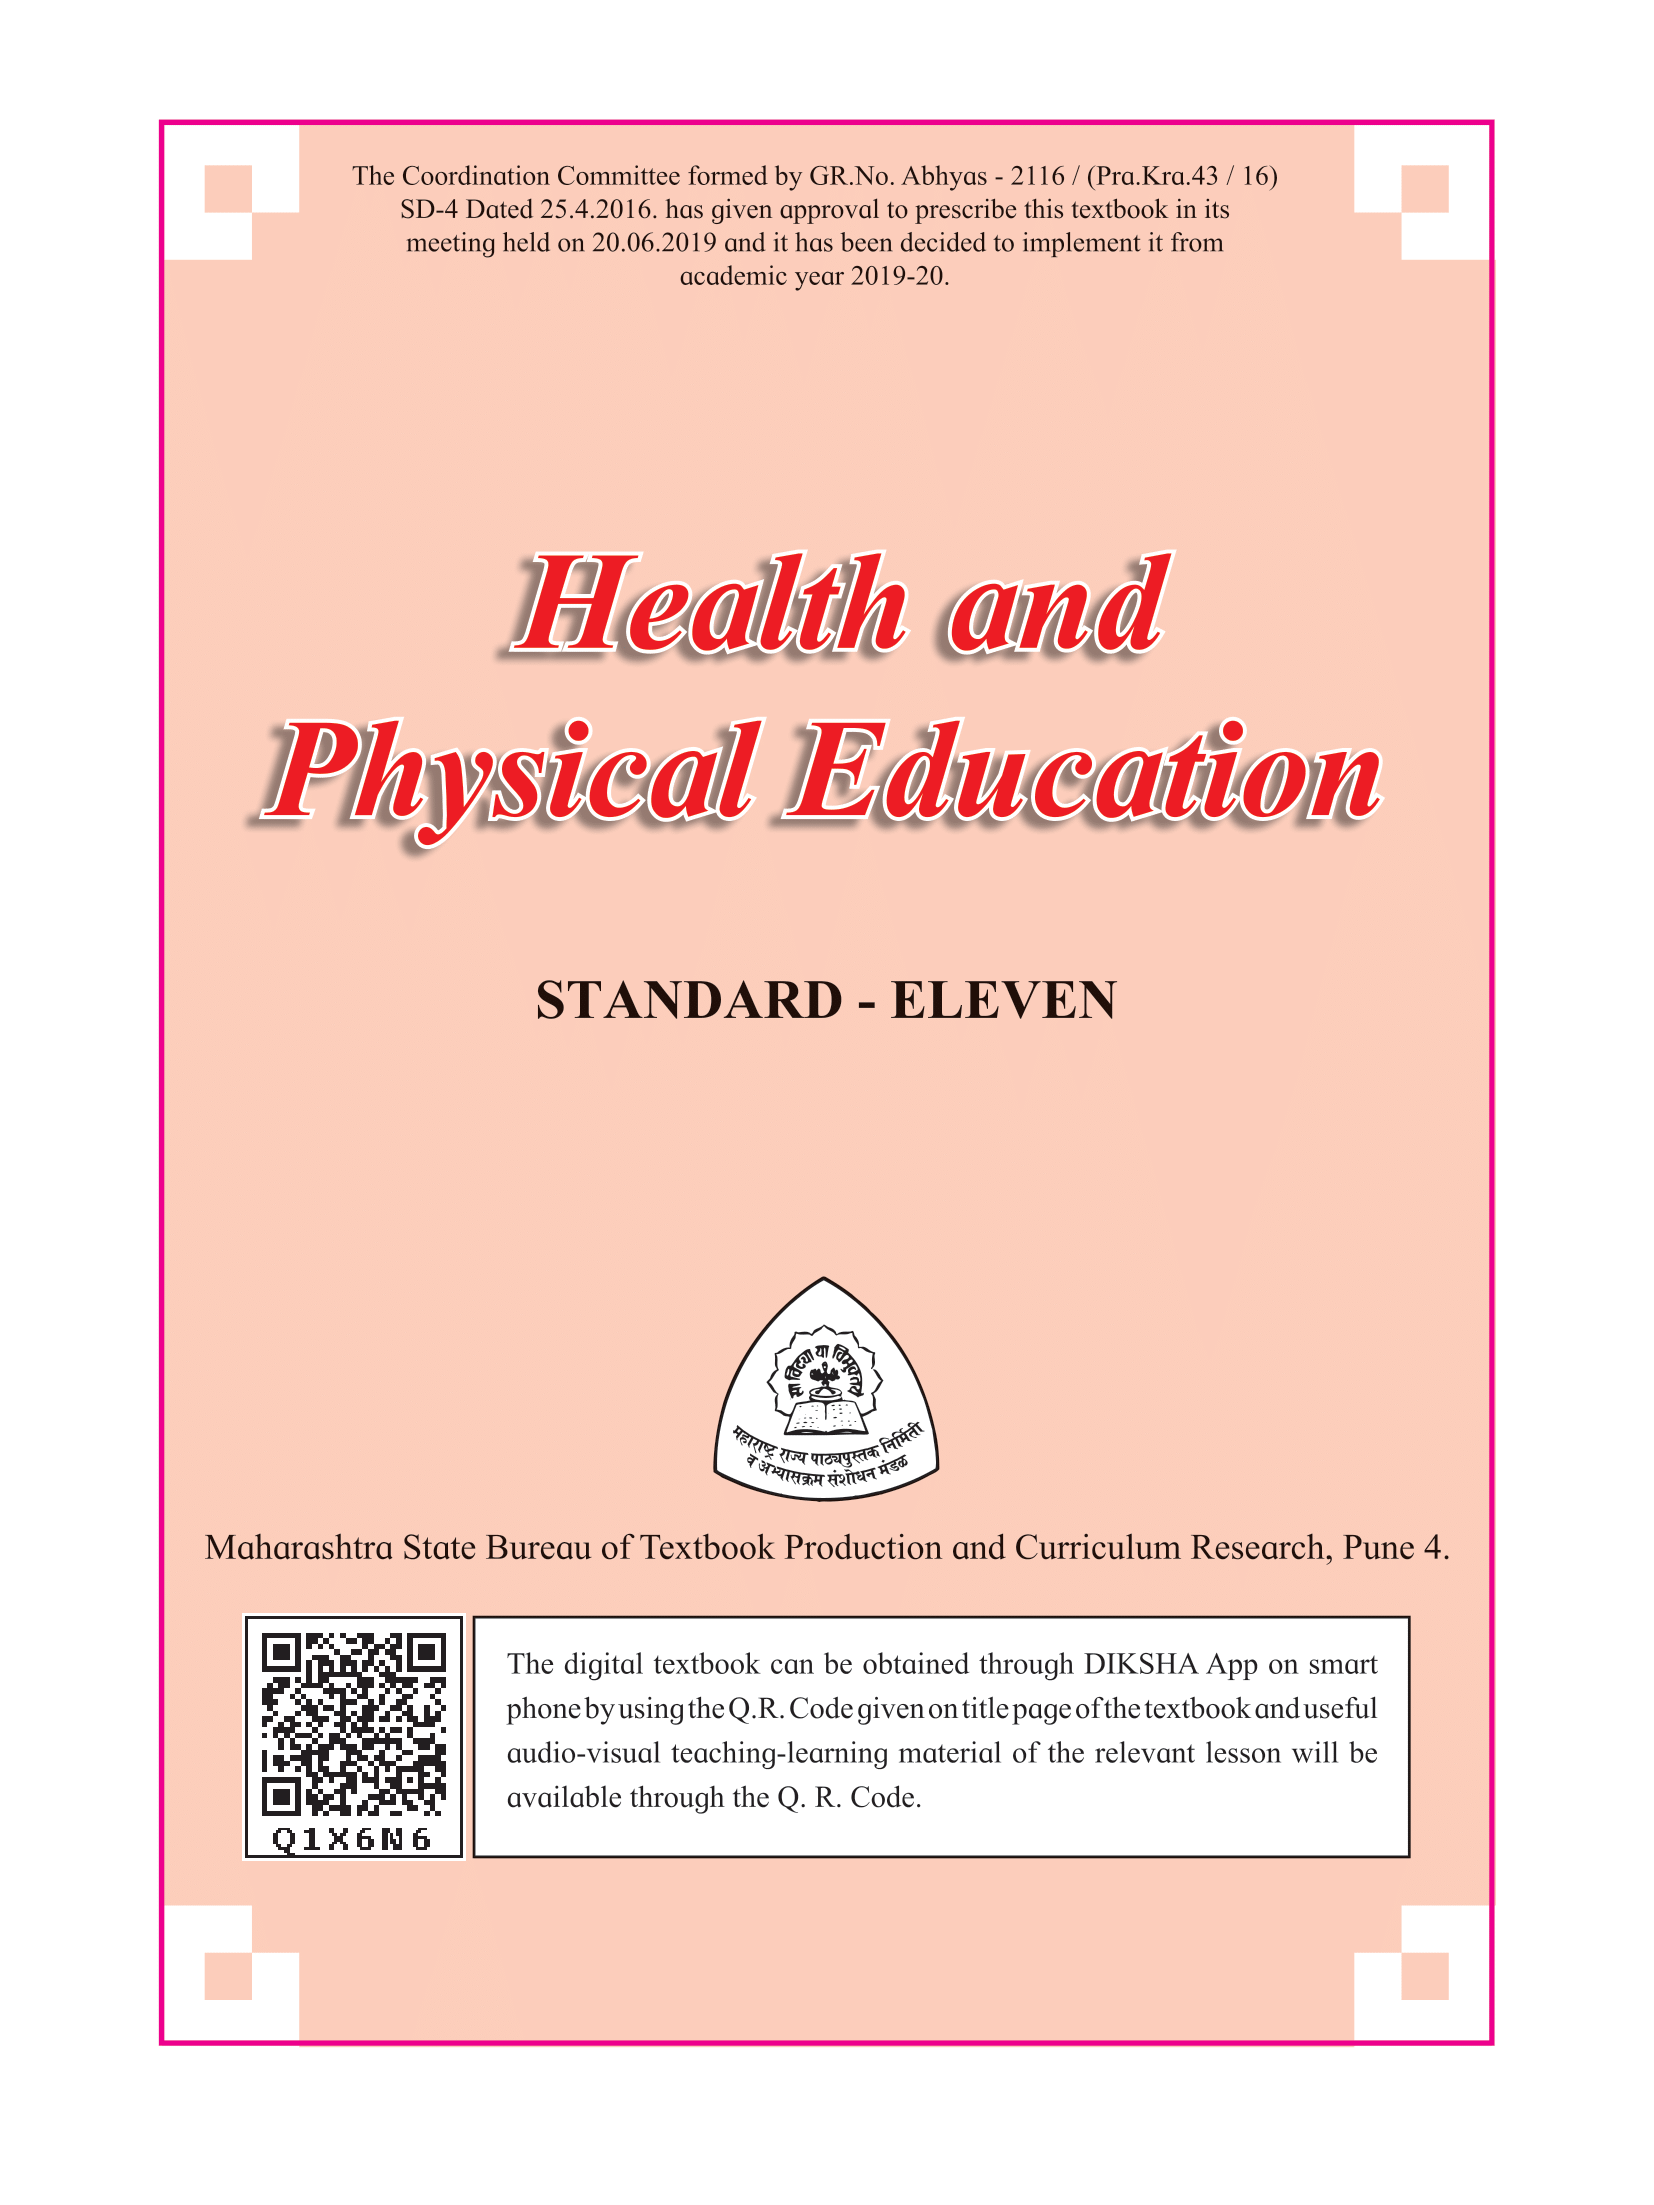 The Coordination Committee formed by GR.No. Abhyas - 2116 / (Pra.Kra.43 / 16)
SD-4 Dated 25.4.2016. has given approval to prescribe this textbook in its
meeting held on 20.06.2019 and it has been decided to implement it from
academic year 2019-20.
Health and
Physical Education
STANDARD - ELEVEN
सा विद्या या विमुक्तये
महाराष्ट्र राज्य पाठ्यपुस्तक निर्मिती
व अभ्यासक्रम संशोधन मंडळ
Maharashtra State Bureau of Textbook Production and Curriculum Research, Pune 4.
The digital textbook can be obtained through DIKSHA App on smart
phone by using the Q.R. Code given on title page of the textbook and useful
audio-visual teaching-learning material of the relevant lesson will be
available through the Q. R. Code.
Q1X6N6